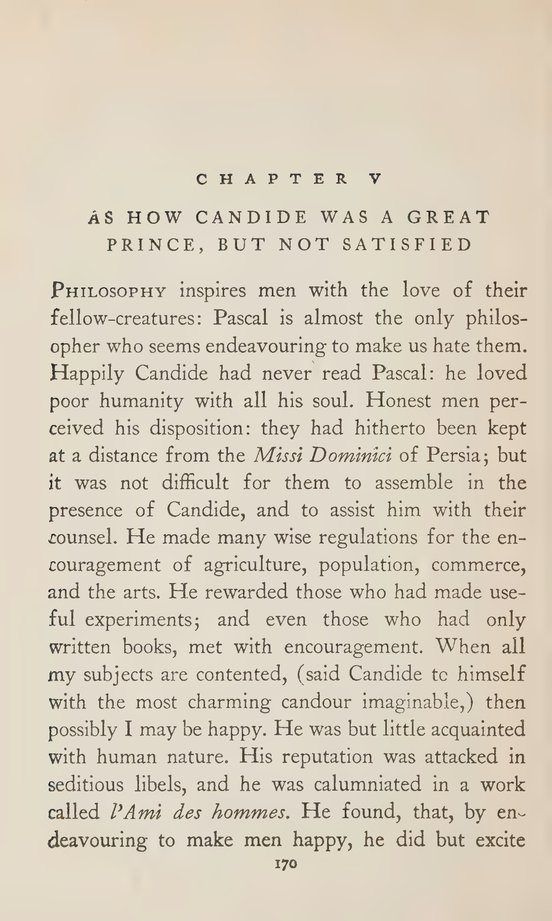 CHAPTER V
AS HOW CANDIDE WAS A GREAT
PRINCE, BUT NOT SATISFIED
PHILOSOPHY inspires men with the love of their
fellow-creatures: Pascal is almost the only philos-
opher who seems endeavouring to make us hate them.
Happily Candide had never read Pascal: he loved
poor humanity with all his soul. Honest men per-
ceived his disposition: they had hitherto been kept
at a distance from the Missi Dominici of Persia; but
it was not difficult for them to assemble in the
presence of Candide, and to assist him with their
counsel. He made many wise regulations for the en-
couragement of agriculture, population, commerce,
and the arts. He rewarded those who had made use-
ful experiments; and even those who had only
written books, met with encouragement. When all
my subjects are contented, (said Candide to himself
with the most charming candour imaginable,) then
possibly I may be happy. He was but little acquainted
with human nature. His reputation was attacked in
seditious libels, and he was calumniated in a work
called l'Ami des hommes. He found, that, by en-
deavouring to make men happy, he did but excite
170